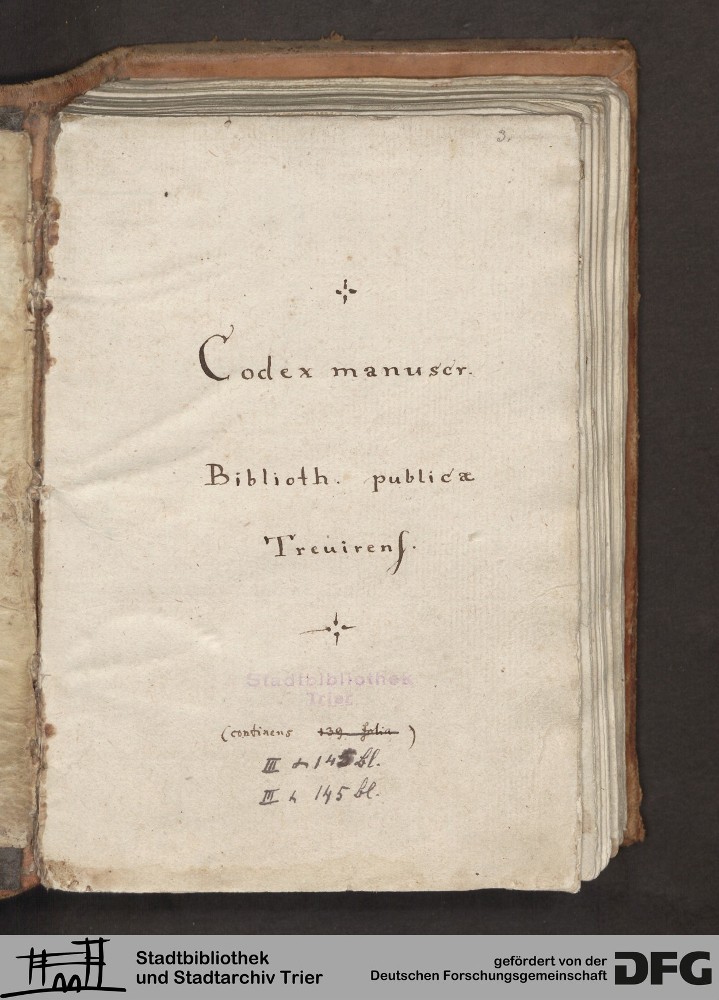 3.
Codex manuscr.
Biblioth. publicæ
Treuirenſ.
Stadtbibliothek
Trier
(continens 139 folia)
III + 145 bl.
III + 145 bl.
Stadtbibliothek
und Stadtarchiv Trier
gefördert von der
Deutschen Forschungsgemeinschaft
DFG